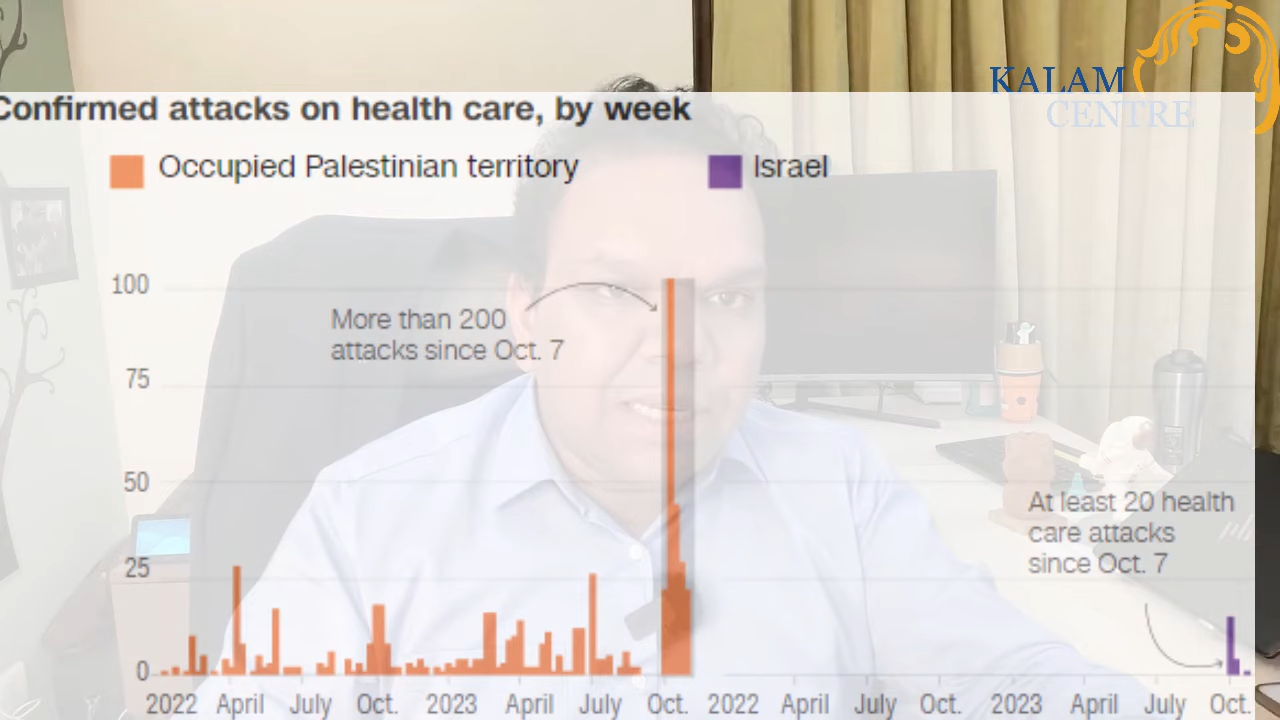 KALAM
CENTRE
Confirmed attacks on health care, by week
Occupied Palestinian territory
Israel
100
More than 200
attacks since Oct. 7
75
50
At least 20 health
care attacks
since Oct. 7
25
0
2022 April July Oct. 2023 April July Oct. 2022 April July Oct. 2023 April July Oct.